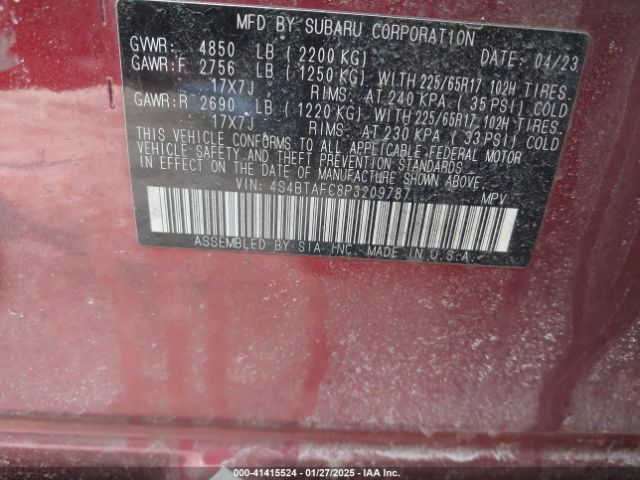 MFD BY SUBARU CORPORATION
GVWR: 4850 LB (2200 KG) DATE: 04/23
GAWR:F 2756 LB (1250 KG) WITH 225/65R17 102H TIRES
17X7J RIMS. AT 240 KPA (35 PSI) COLD
GAWR:R 2690 LB (1220 KG) WITH 225/65R17 102H TIRES
17X7J RIMS. AT 230 KPA (33 PSI) COLD
THIS VEHICLE CONFORMS TO ALL APPLICABLE FEDERAL MOTOR
VEHICLE SAFETY AND THEFT PREVENTION STANDARDS
IN EFFECT ON THE DATE OF MANUFACTURE SHOWN ABOVE.
VIN: 4S4BTAFC8P3209787 MPV
ASSEMBLED BY SIA INC. MADE IN U.S.A.
000-41415524 | 01/27/2025 | IAA Inc.